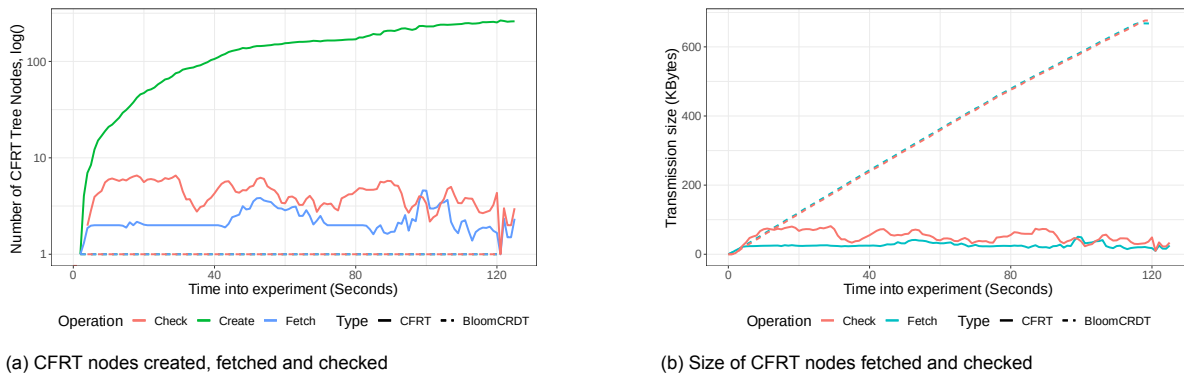 Number of CFRT Tree Nodes, log()
100
10
1
0
40
80
120
Time into experiment (Seconds)
Operation Check Create Fetch Type CFRT BloomCRDT
(a) CFRT nodes created, fetched and checked
Transmission size (KBytes)
600
400
200
0
0
40
80
120
Time into experiment (Seconds)
Operation Check Fetch Type CFRT BloomCRDT
(b) Size of CFRT nodes fetched and checked